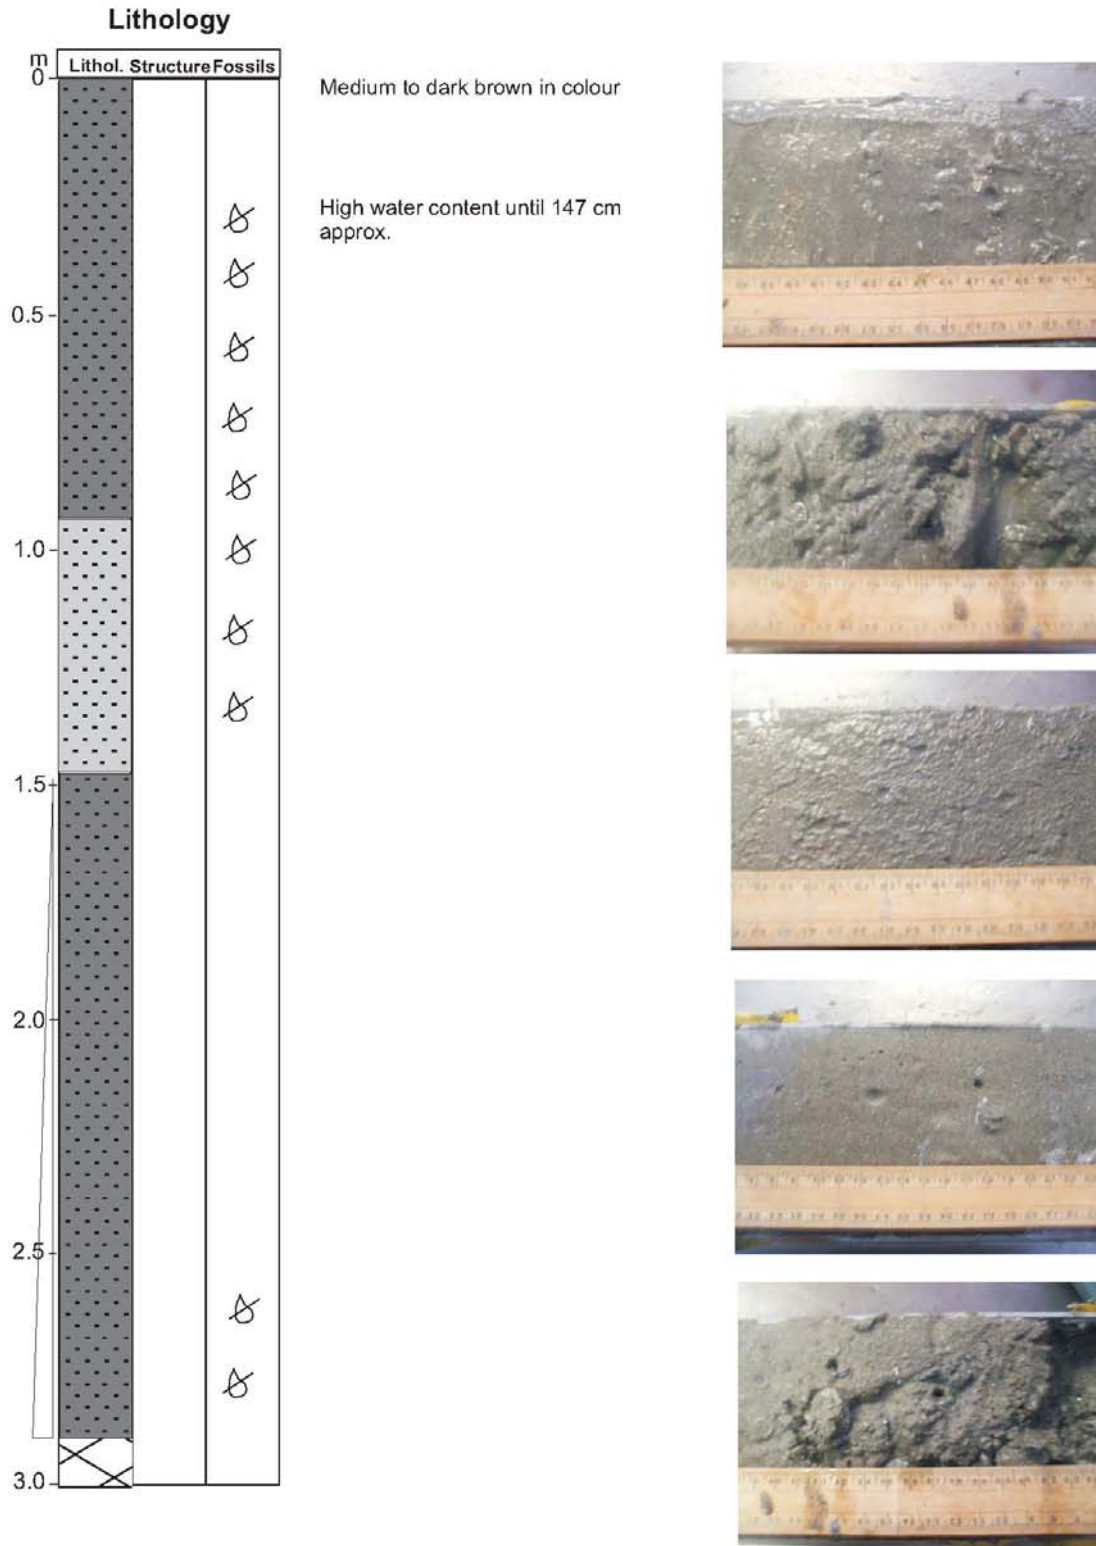 Lithology
m
Lithol. Structure Fossils
0
Medium to dark brown in colour
High water content until 147 cm
approx.
0.5
1.0
1.5
2.0
2.5
3.0